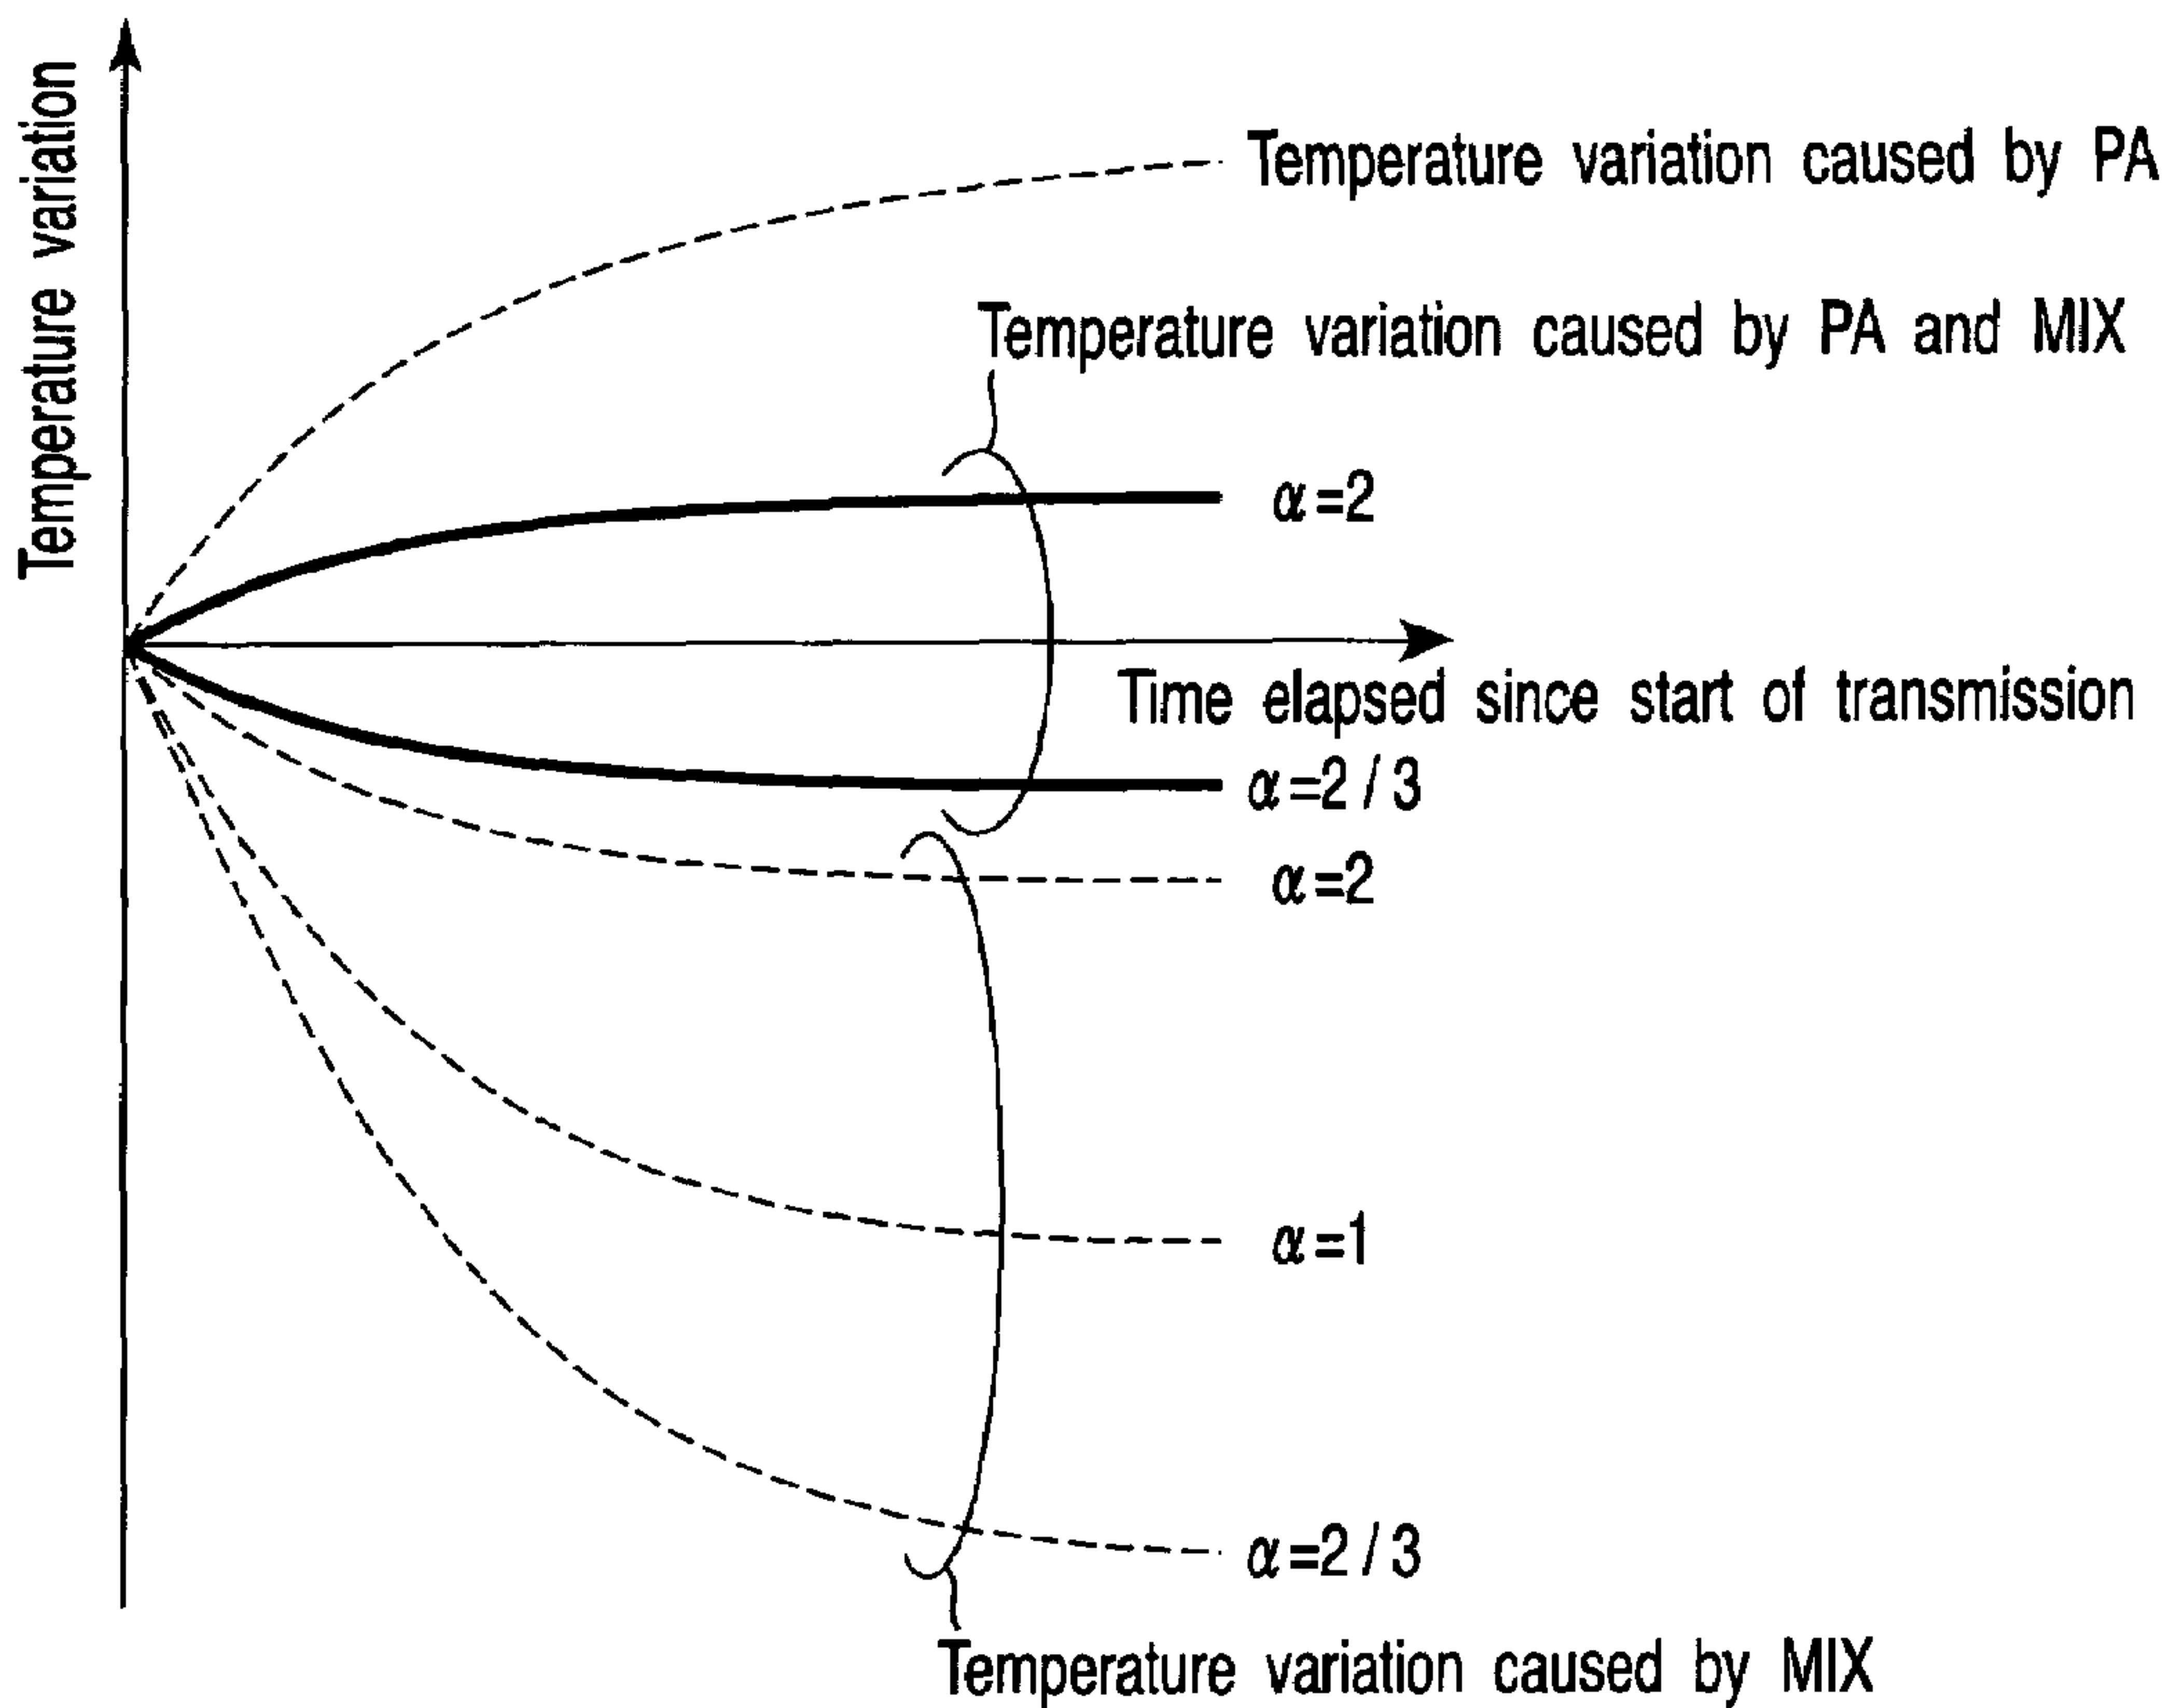 Temperature variation
Temperature variation caused by PA
Temperature variation caused by PA and MIX
α=2
Time elapsed since start of transmission
α=2/3
α=2
α=1
α=2/3
Temperature variation caused by MIX